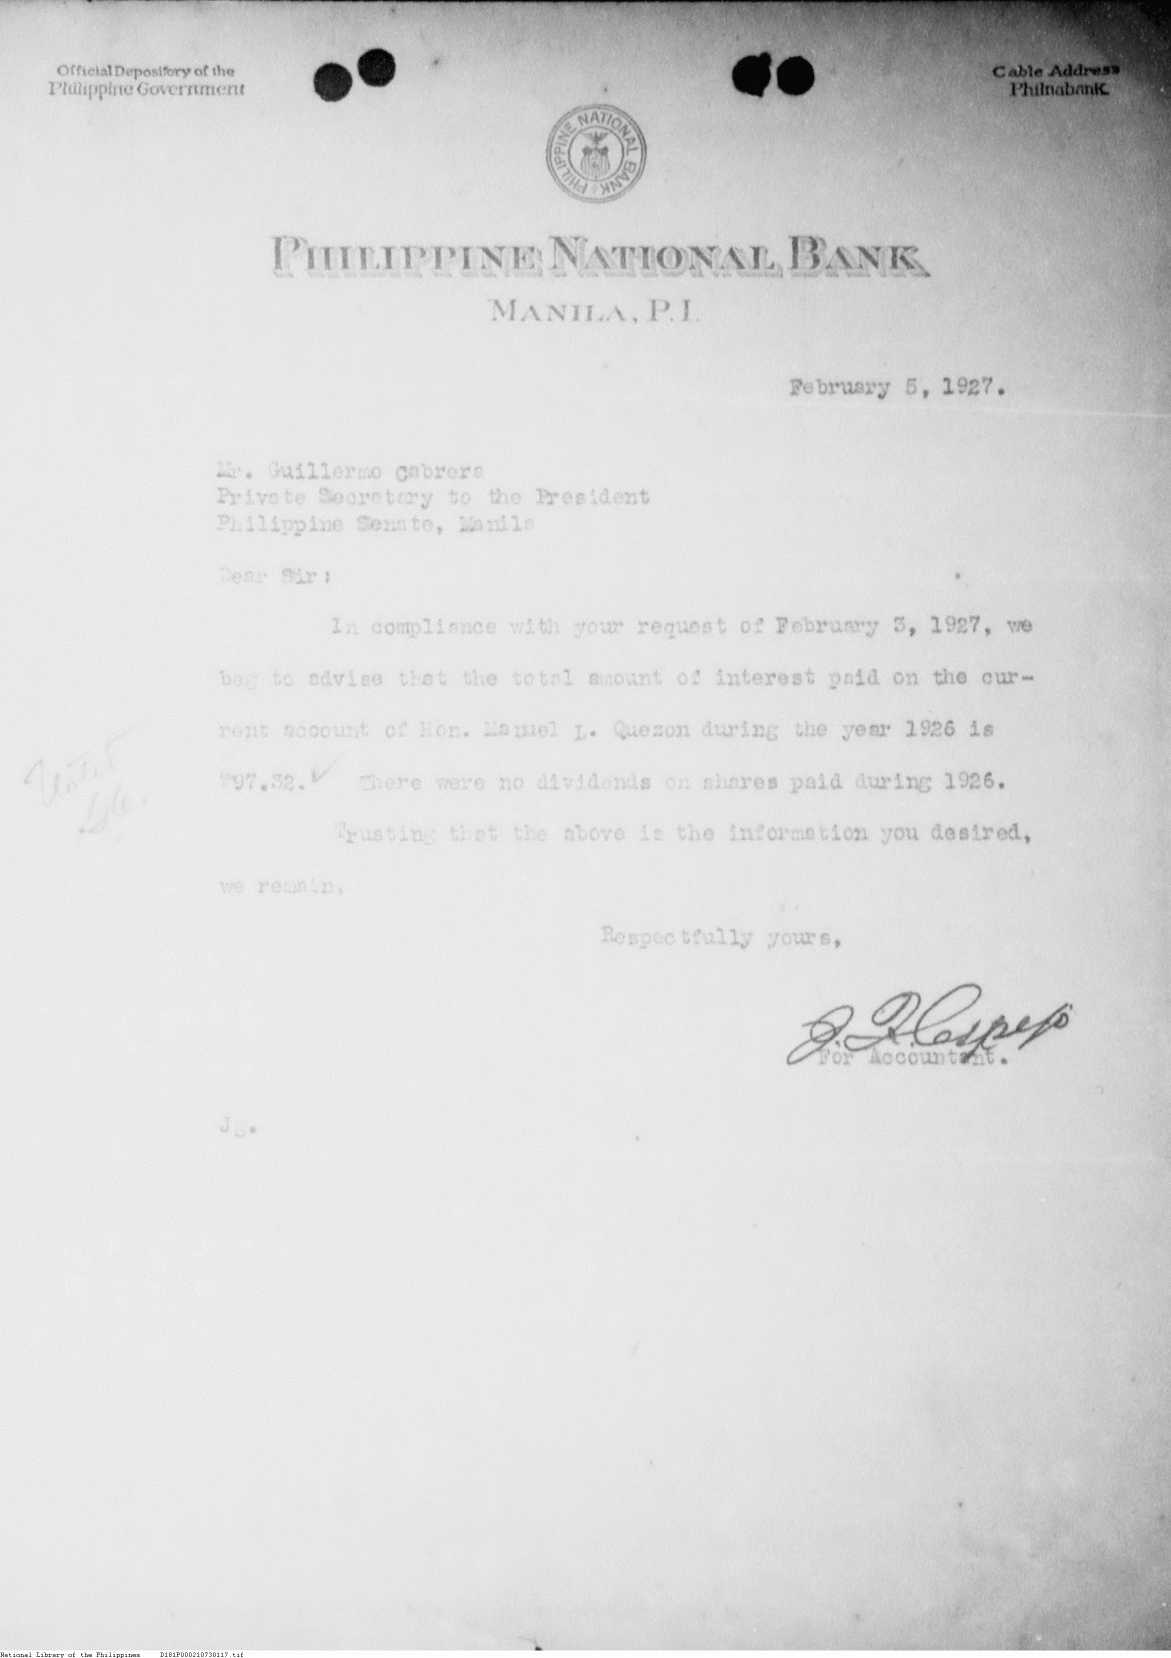 Official Depository of the
Philippine Government
Cable Address
Philnabank
PHILIPPINE NATIONAL BANK
PHILIPPINE NATIONAL BANK
MANILA, P.I.
February 5, 1927.
Mr. Guillermo Cabrera
Private Secretary to the President
Philippine Senate, Manila
Dear Sir:
In compliance with your request of February 3, 1927, we
beg to advise that the total amount of interest paid on the cur-
rent account of Hon. Manuel L. Quezon during the year 1926 is
₱97.32. There were no dividends on shares paid during 1926.
Trusting that the above is the information you desired,
we remain,
Respectfully yours,
For Accountant.
National Library of the Philippines D181P000210730117.tif